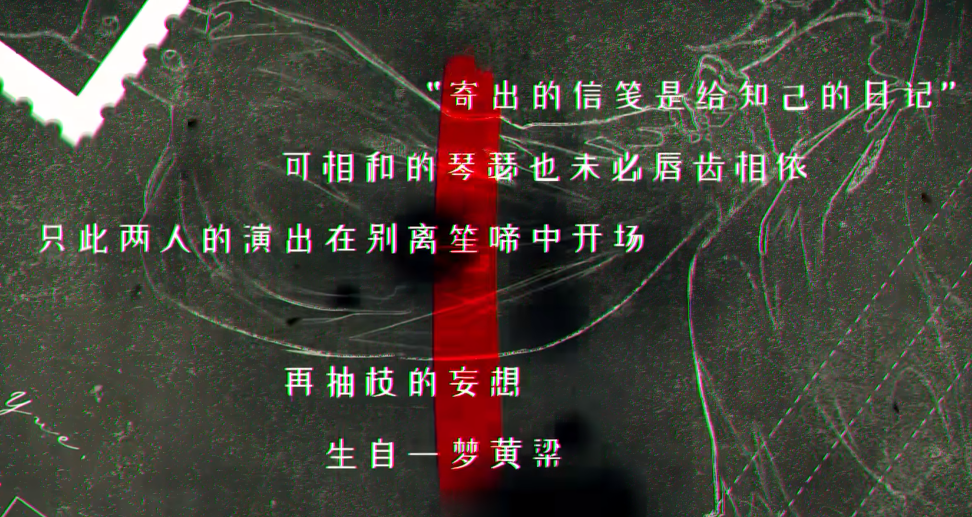 “寄出的信笺是给知己的日记”
可相和的琴瑟也未必唇齿相依
只此两人的演出在别离笙啼中开场
再抽枝的妄想
生自一梦黄粱
Yue